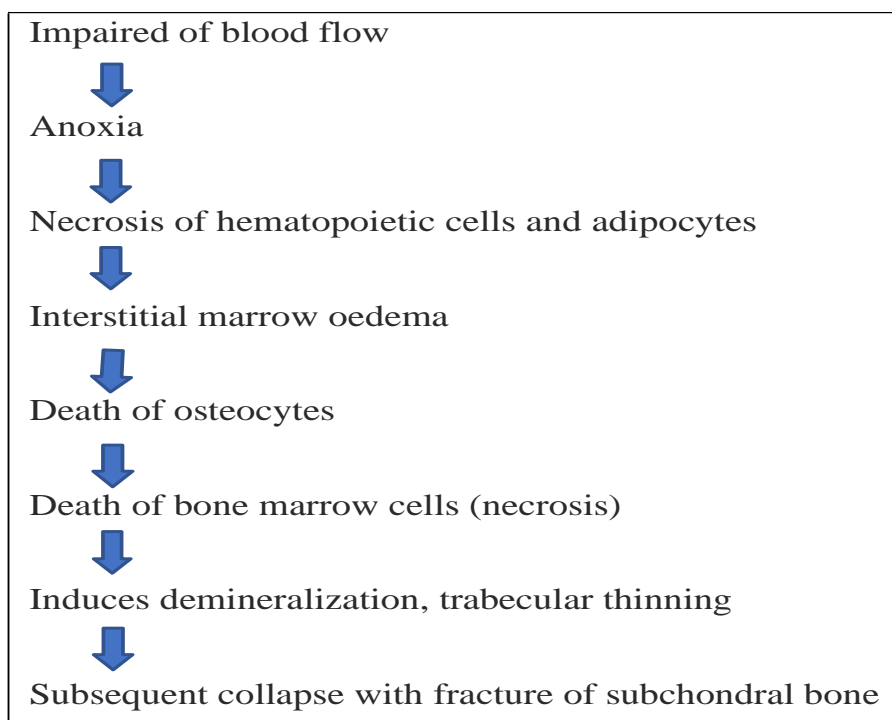 Impaired of blood flow
Anoxia
Necrosis of hematopoietic cells and adipocytes
Interstitial marrow oedema
Death of osteocytes
Death of bone marrow cells (necrosis)
Induces demineralization, trabecular thinning
Subsequent collapse with fracture of subchondral bone